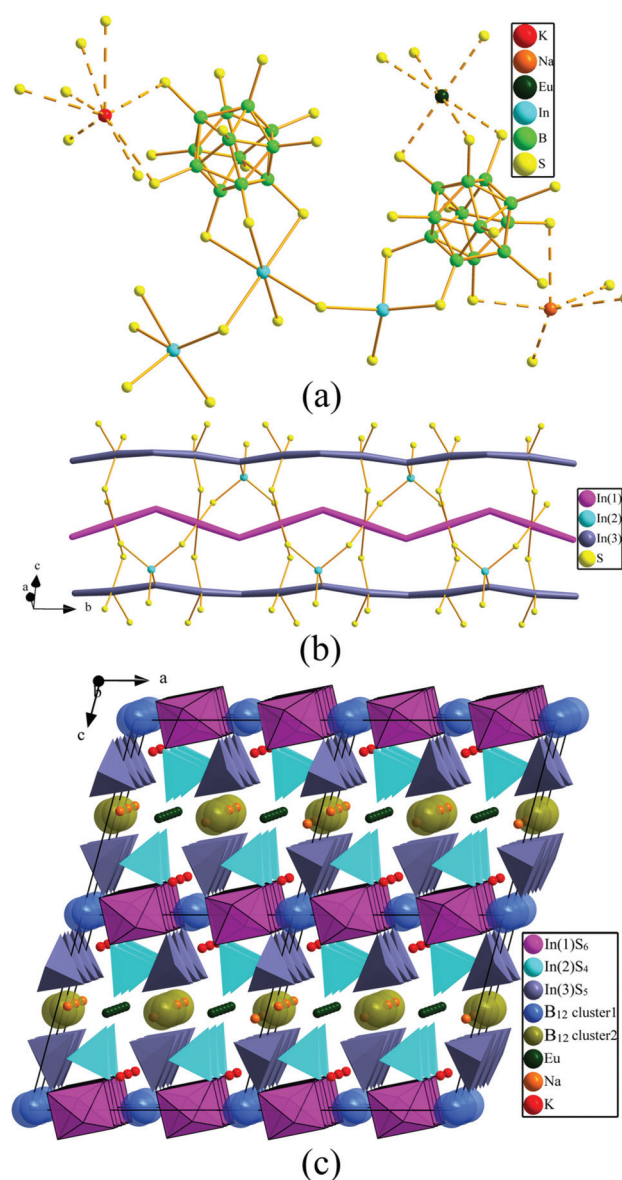 K
Na
Eu
In
B
S
(a)
In(1)
In(2)
In(3)
S
c
a
b
(b)
b
a
c
In(1)S₆
In(2)S₄
In(3)S₅
B₁₂ cluster1
B₁₂ cluster2
Eu
Na
K
(c)